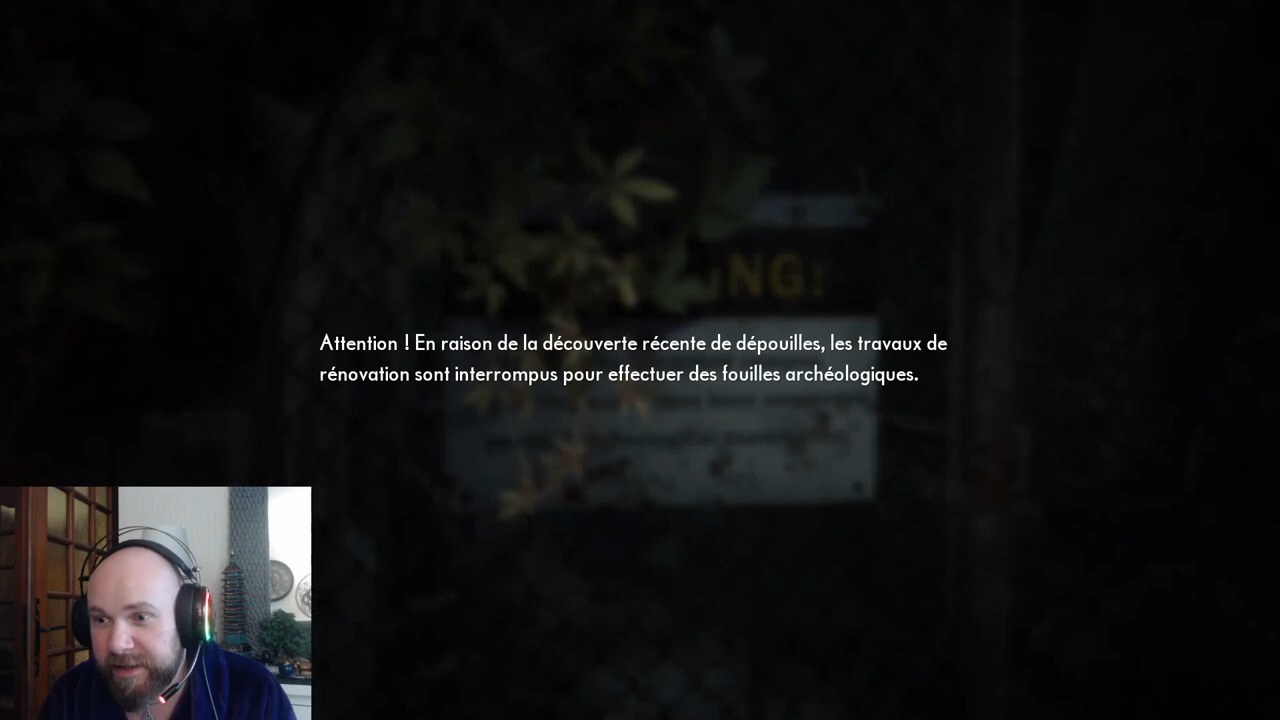 Attention ! En raison de la découverte récente de dépouilles, les travaux de
rénovation sont interrompus pour effectuer des fouilles archéologiques.